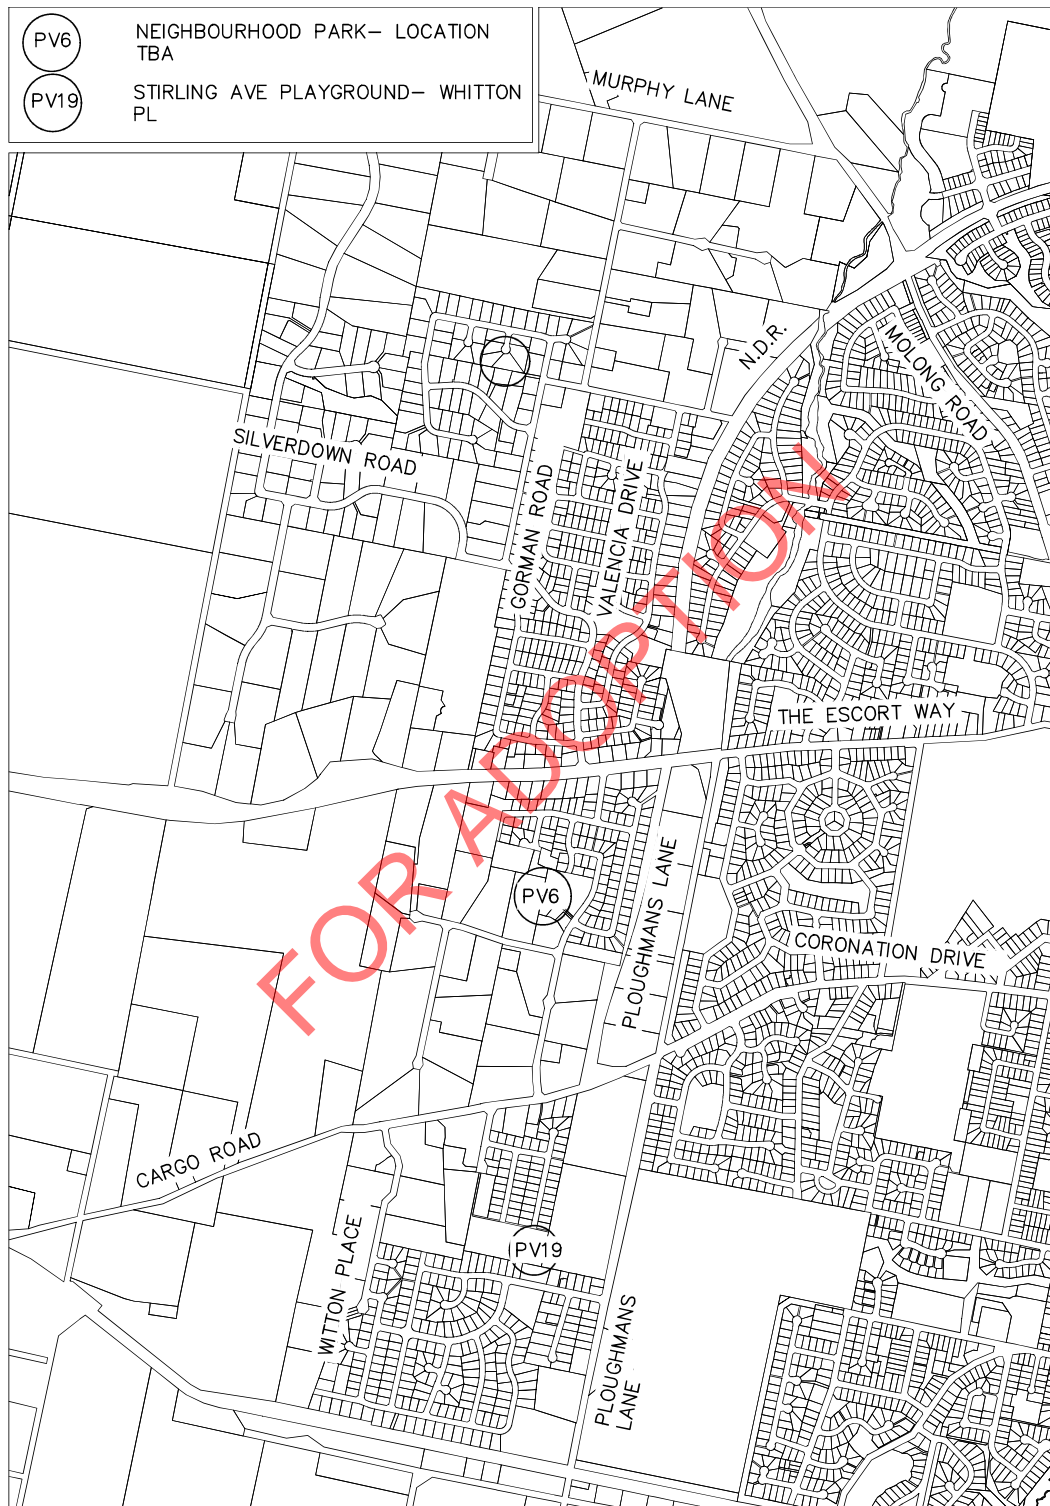 PV6
NEIGHBOURHOOD PARK– LOCATION
TBA
PV19
STIRLING AVE PLAYGROUND– WHITTON
PL
MURPHY LANE
N.D.R.
MOLONG ROAD
SILVERDOWN ROAD
GORMAN ROAD
VALENCIA DRIVE
THE ESCORT WAY
FOR ADOPTION
PLOUGHMANS LANE
PV6
CORONATION DRIVE
CARGO ROAD
WITTON PLACE
PV19
PLOUGHMANS
LANE